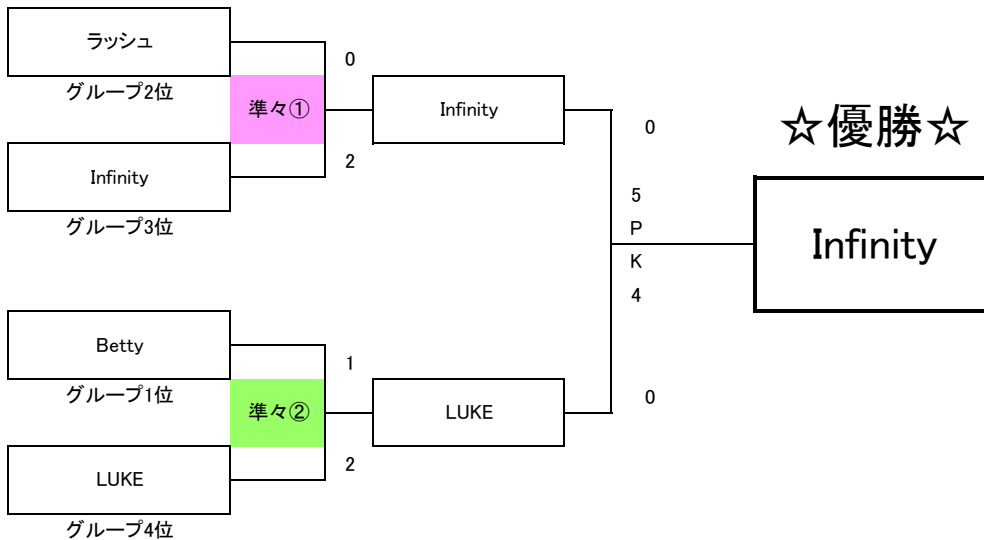 ラッシュ
0
グループ2位
準々①
Infinity
2
Infinity
グループ3位
0
☆優勝☆
5
P
K
4
Infinity
Betty
1
グループ1位
準々②
LUKE
0
2
LUKE
グループ4位